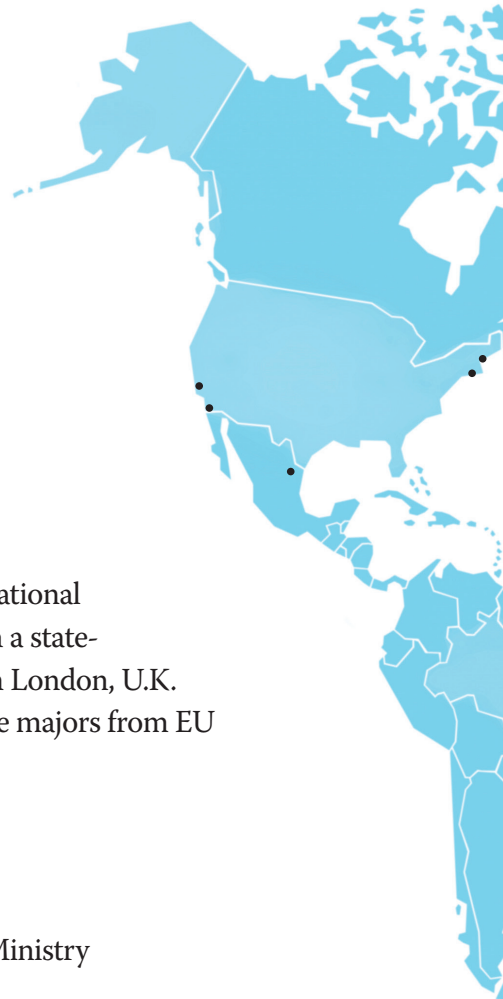 ational
a state-
London, U.K.
majors from EU
Ministry